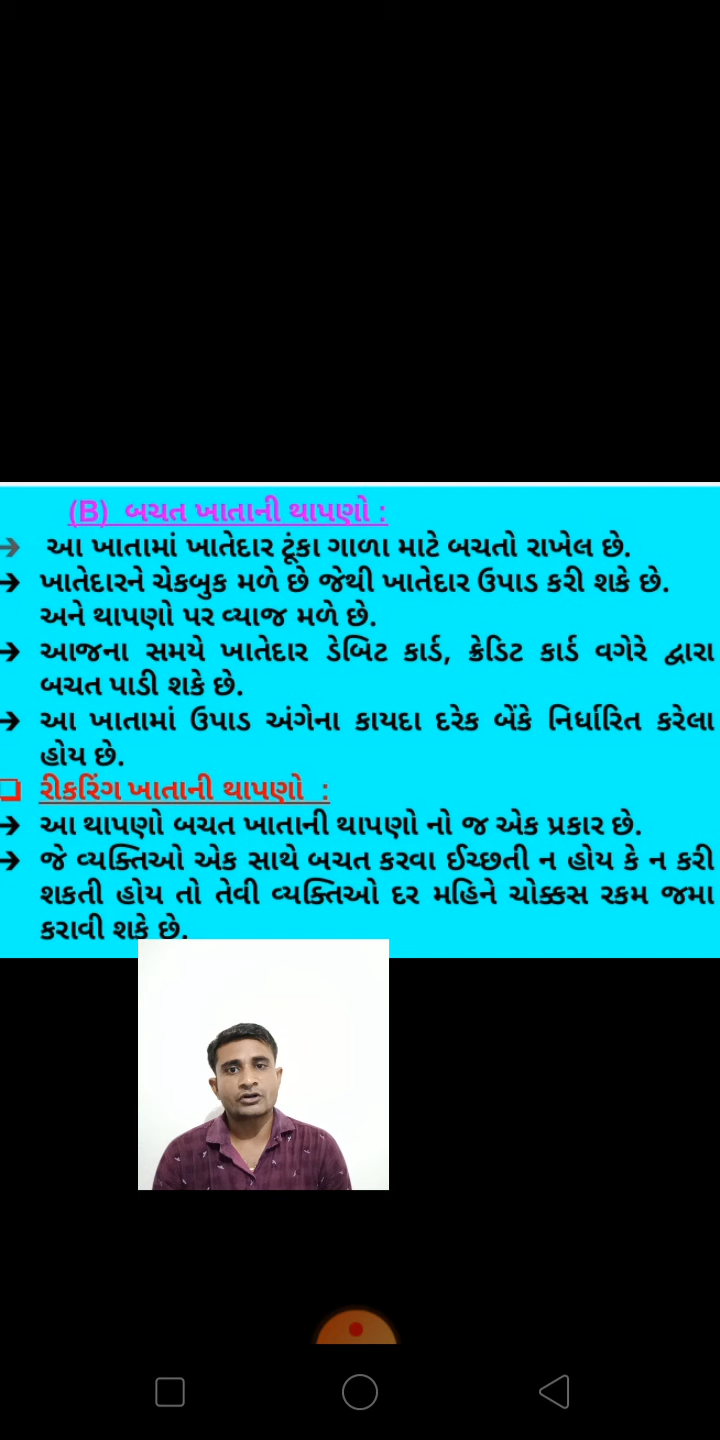 (B) બચત ખાતાની થાપણો :
➔ આ ખાતામાં ખાતેદાર ટૂંકા ગાળા માટે બચતો રાખેલ છે.
➔ ખાતેદારને ચેકબુક મળે છે જેથી ખાતેદાર ઉપાડ કરી શકે છે.
અને થાપણો પર વ્યાજ મળે છે.
➔ આજના સમયે ખાતેદાર ડેબિટ કાર્ડ, ક્રેડિટ કાર્ડ વગેરે દ્વારા
બચત પાડી શકે છે.
➔ આ ખાતામાં ઉપાડ અંગેના કાયદા દરેક બેંકે નિર્ધારિત કરેલા
હોય છે.
❑ રીકરિંગ ખાતાની થાપણો :
➔ આ થાપણો બચત ખાતાની થાપણો નો જ એક પ્રકાર છે.
➔ જે વ્યક્તિઓ એક સાથે બચત કરવા ઈચ્છતી ન હોય કે ન કરી
શકતી હોય તો તેવી વ્યક્તિઓ દર મહિને ચોક્કસ રકમ જમા
કરાવી શકે છે.